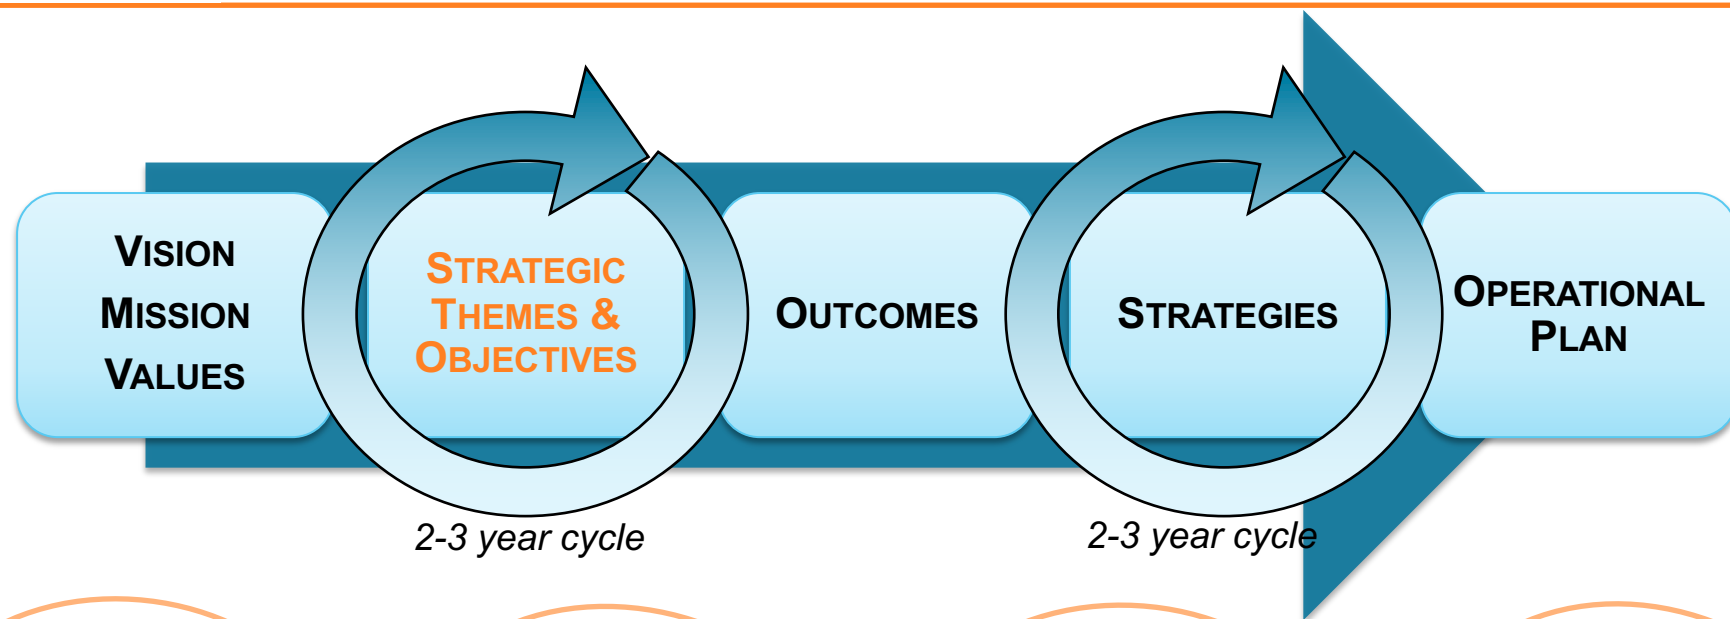 VISION
MISSION
VALUES
STRATEGIC
THEMES &
OBJECTIVES
OUTCOMES
STRATEGIES
OPERATIONAL
PLAN
2-3 year cycle
2-3 year cycle